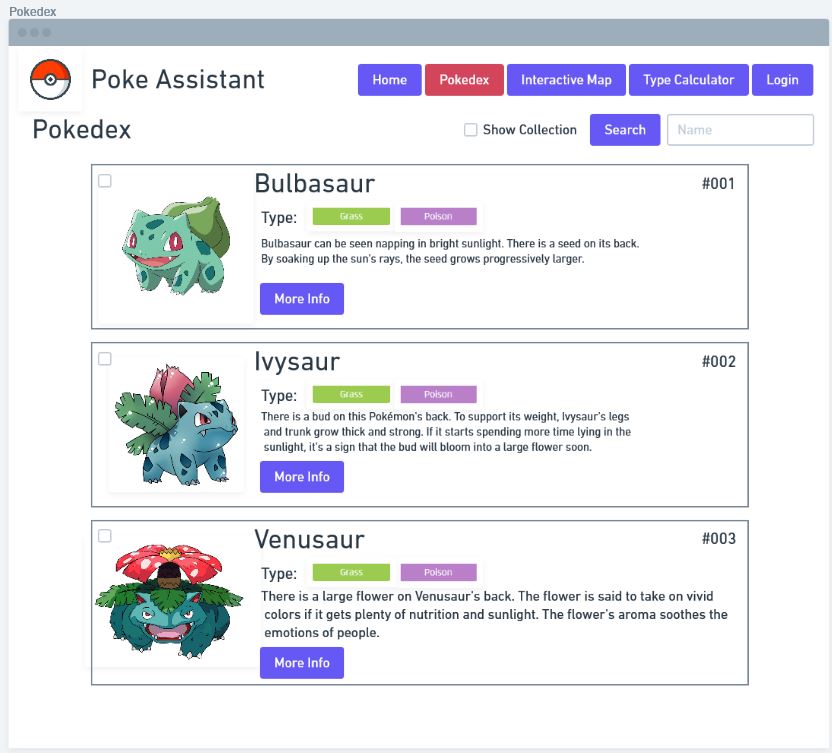 Pokedex
Poke Assistant
Home
Pokedex
Interactive Map
Type Calculator
Login
Pokedex
Show Collection
Search
Name
Bulbasaur
#001
Type:
Grass
Poison
Bulbasaur can be seen napping in bright sunlight. There is a seed on its back.
By soaking up the sun's rays, the seed grows progressively larger.
More Info
Ivysaur
#002
Type:
Grass
Poison
There is a bud on this Pokémon's back. To support its weight, Ivysaur's legs
and trunk grow thick and strong. If it starts spending more time lying in the
sunlight, it's a sign that the bud will bloom into a large flower soon.
More Info
Venusaur
#003
Type:
Grass
Poison
There is a large flower on Venusaur's back. The flower is said to take on vivid
colors if it gets plenty of nutrition and sunlight. The flower's aroma soothes the
emotions of people.
More Info